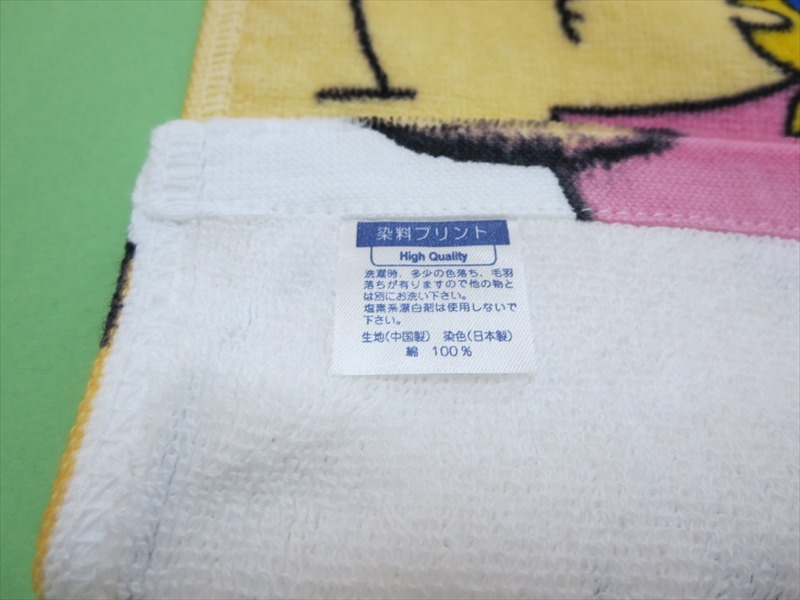 染料プリント
High Quality
洗濯時、多少の色落ち、毛羽
落ちが有りますので他の物と
は別にお洗い下さい。
塩素系漂白剤は使用しないで
下さい。
生地(中国製) 染色(日本製)
綿 100%